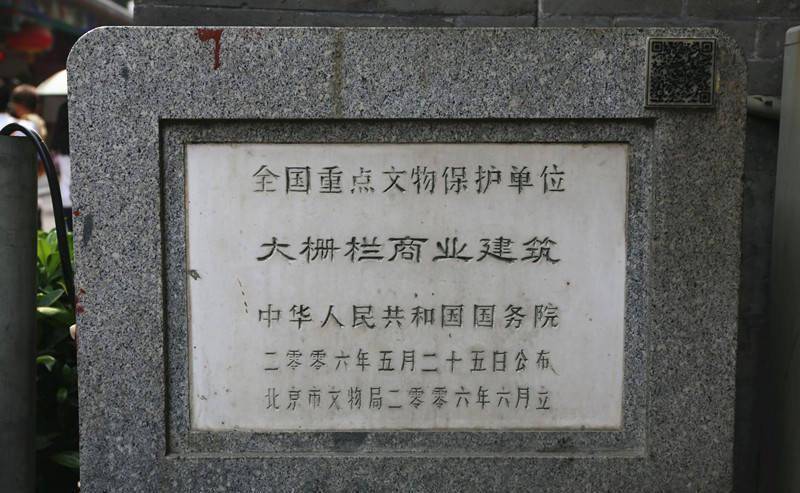 全国重点文物保护单位
大栅栏商业建筑
中华人民共和国国务院
二零零六年五月二十五日公布
北京市文物局二零零六年六月立